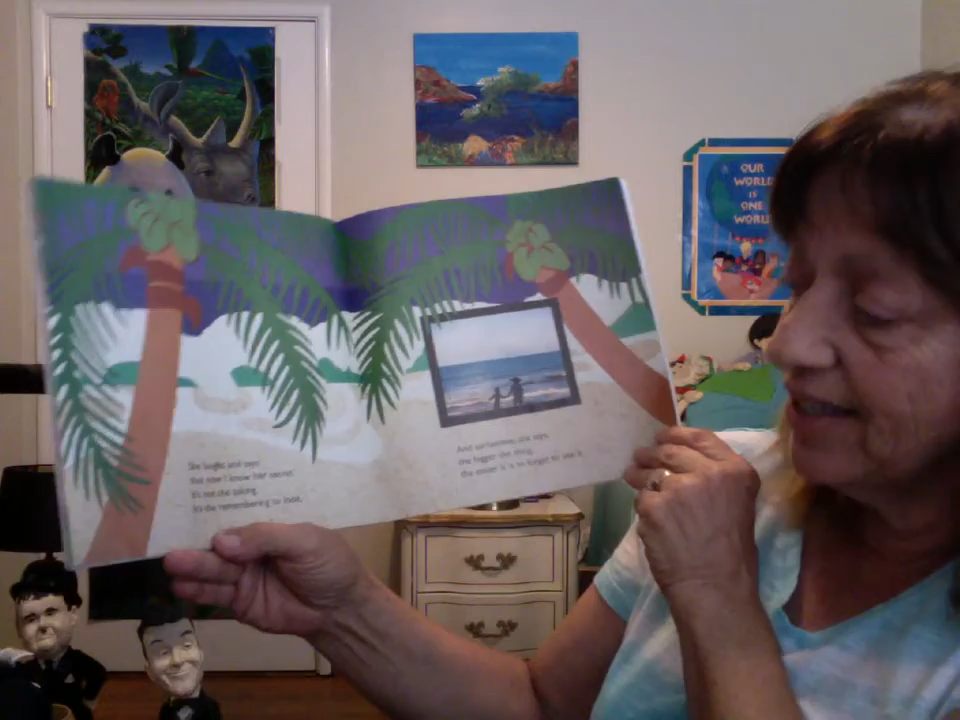 OUR
WORLD
IS
ONE
WORLD
She laughs and says
that now I know her secret.
It's not the taking,
it's the remembering to look.
And sometimes, she says,
the bigger the thing,
the easier it is to forget to see it.